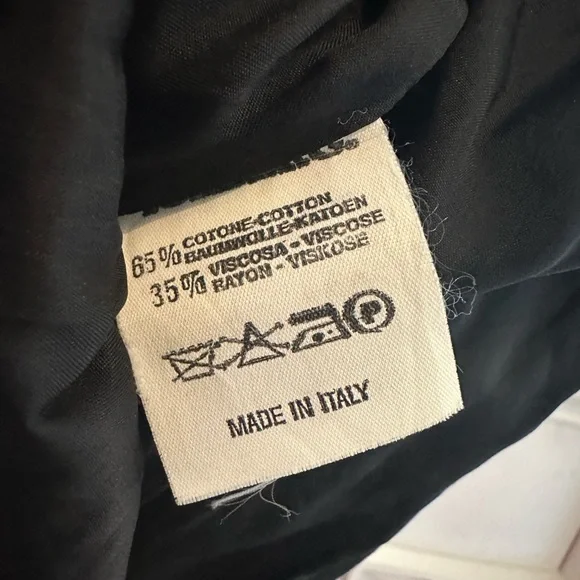 65% COTONE-COTTON
BAUMWOLLE-KATOEN
35% VISCOSA-VISCOSE
RAYON-VISKOSE
P
MADE IN ITALY